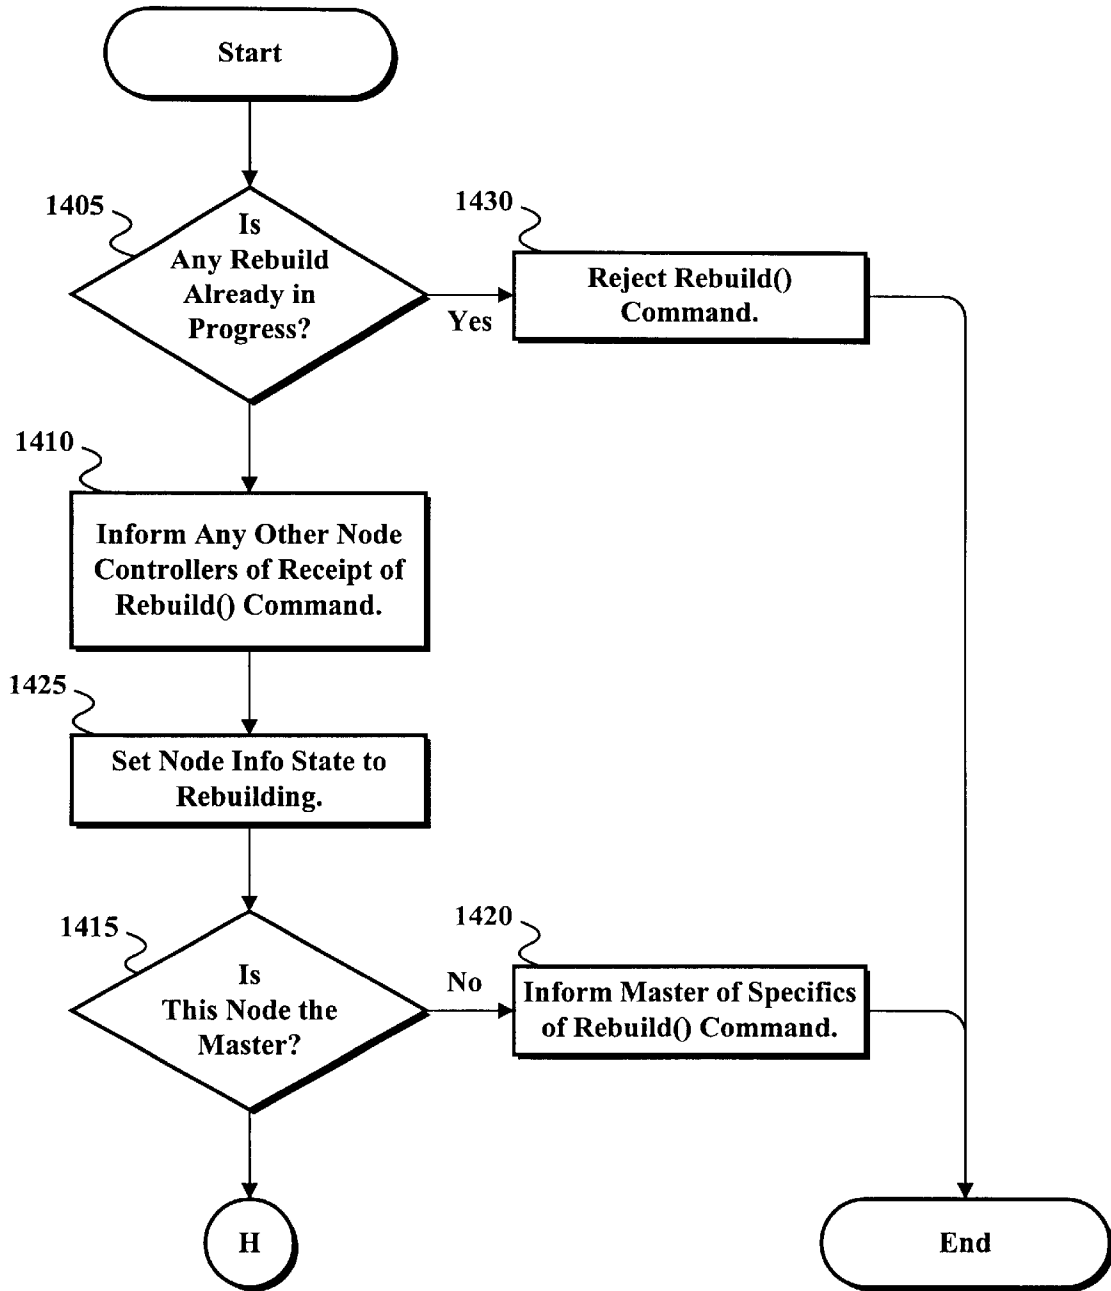 Start
1405
Is
Any Rebuild
Already in
Progress?
Yes
1430
Reject Rebuild()
Command.
1410
Inform Any Other Node
Controllers of Receipt of
Rebuild() Command.
1425
Set Node Info State to
Rebuilding.
1415
Is
This Node the
Master?
No
1420
Inform Master of Specifics
of Rebuild() Command.
H
End